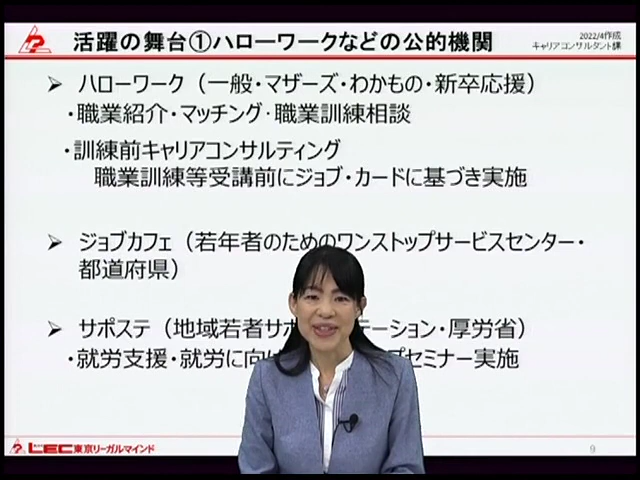 活躍の舞台①ハローワークなどの公的機関
2022/4作成
キャリアコンサルタント課
➢ ハローワーク（一般・マザーズ・わかもの・新卒応援）
・職業紹介・マッチング・職業訓練相談
・訓練前キャリアコンサルティング
職業訓練等受講前にジョブ・カードに基づき実施
➢ ジョブカフェ（若年者のためのワンストップサービスセンター・
都道府県）
➢ サポステ（地域若者サポ テーション・厚労省）
・就労支援・就労に向け プセミナー実施
LEC東京リーガルマインド
9